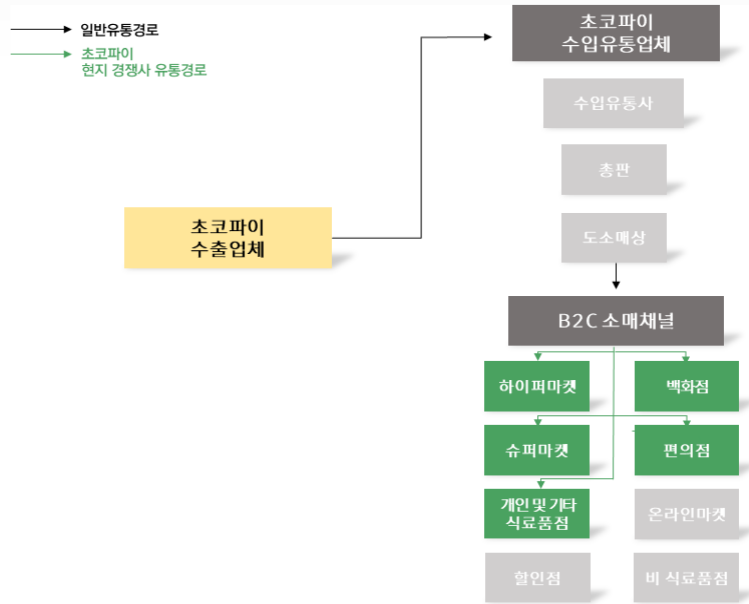 일반유통경로
초코파이
현지 경쟁사 유통경로
초코파이
수입유통업체
수입유통사
총판
도소매상
초코파이
수출업체
B2C 소매채널
하이퍼마켓
백화점
슈퍼마켓
편의점
개인 및 기타
식료품점
온라인마켓
할인점
비 식료품점